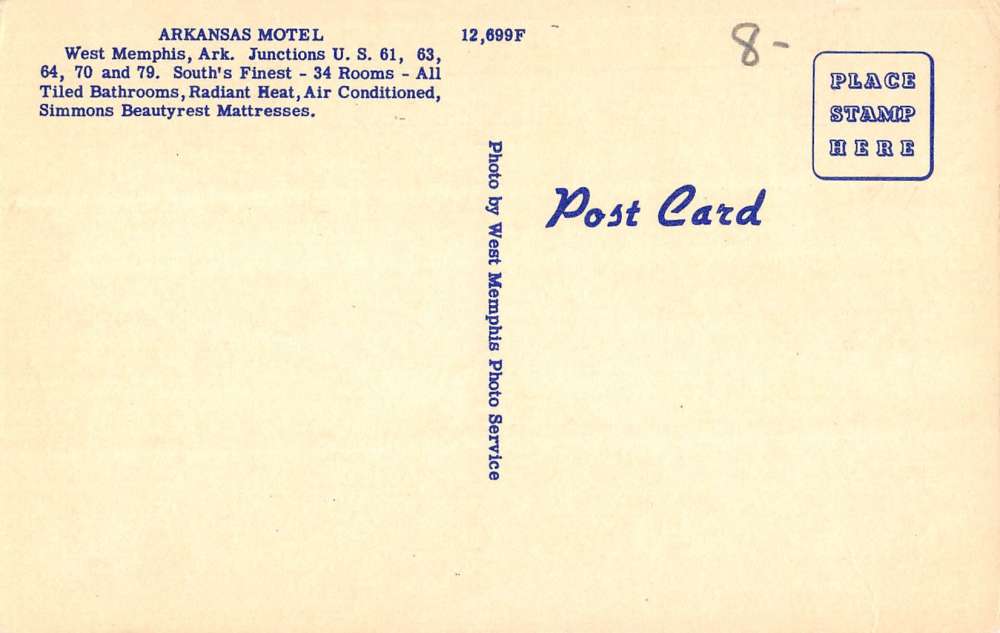 ARKANSAS MOTEL
West Memphis, Ark. Junctions U. S. 61, 63,
64, 70 and 79. South's Finest - 34 Rooms - All
Tiled Bathrooms, Radiant Heat, Air Conditioned,
Simmons Beautyrest Mattresses.
12,699F
8-
PLACE
STAMP
HERE
Post Card
Photo by West Memphis Photo Service